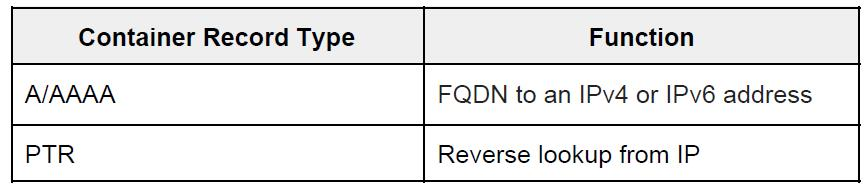 Container Record Type Function
A/AAAA FQDN to an IPv4 or IPv6 address
PTR Reverse lookup from IP